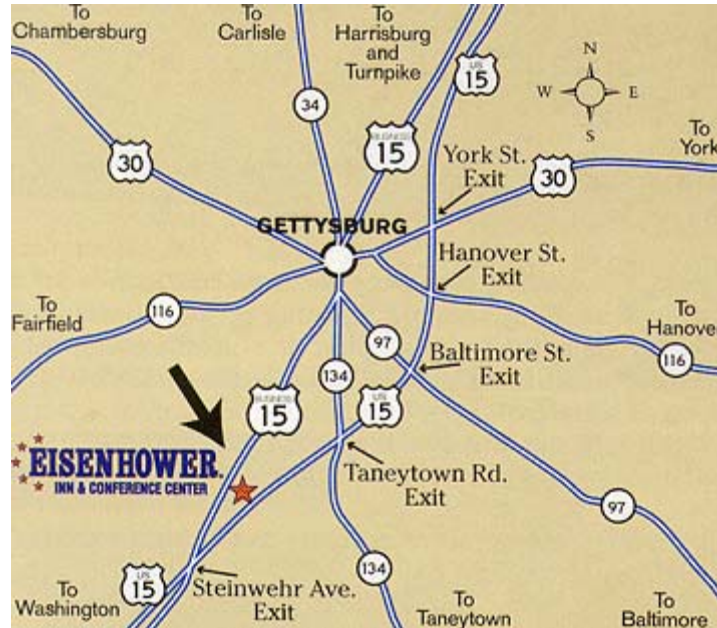 To
Chambersburg
To
Carlisle
To
Harrisburg
and
Turnpike
US
15
N
W E
S
34
BUSINESS
15
To
York
30
York St.
Exit
30
GETTYSBURG
Hanover St.
Exit
To
Fairfield
116
To
Hanover
97
116
Baltimore St.
Exit
134
BUSINESS
15
US
15
EISENHOWER
INN & CONFERENCE CENTER
Taneytown Rd.
Exit
97
134
US
15
To
Washington
Steinwehr Ave.
Exit
To
Taneytown
To
Baltimore